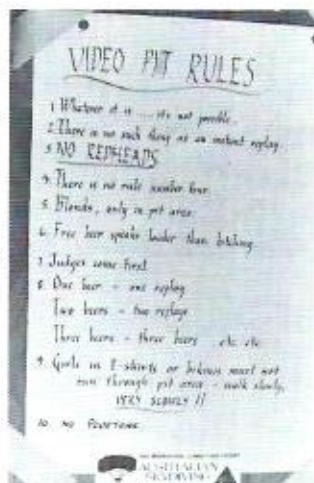 VIDEO PIT RULES
1. Whatever it is .... it's not possible.
2. There is no such thing as an instant replay.
3. NO REDHEADS
4. There is no rule number four.
5. Blonds, only in pit area.
6. Free beer speaks louder than bitching.
7. Judges come first
8. One beer - one replay
Two beers - two replays
Three beers - three beers etc etc
9. Girls in T-shirts or bikinis must not
run through pit area - walk slowly,
VERY SLOWLY !!
10. NO
AUSTRALIAN
SKYDIVING